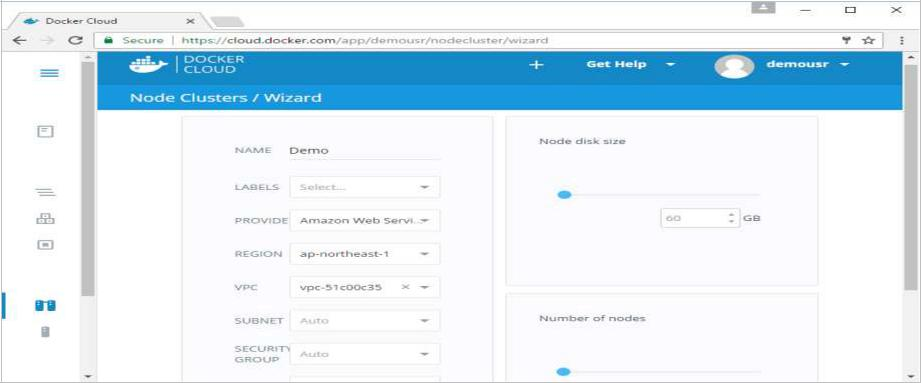 Docker Cloud
Secure | https://cloud.docker.com/app/demousr/nodecluster/wizard
DOCKER
CLOUD
Get Help
demousr
Node Clusters / Wizard
NAME Demo
LABELS Select...
PROVIDE Amazon Web Servi...
REGION ap-northeast-1
VPC vpc-51c00c35
SUBNET Auto
SECURITY
GROUP Auto
Node disk size
60 GB
Number of nodes